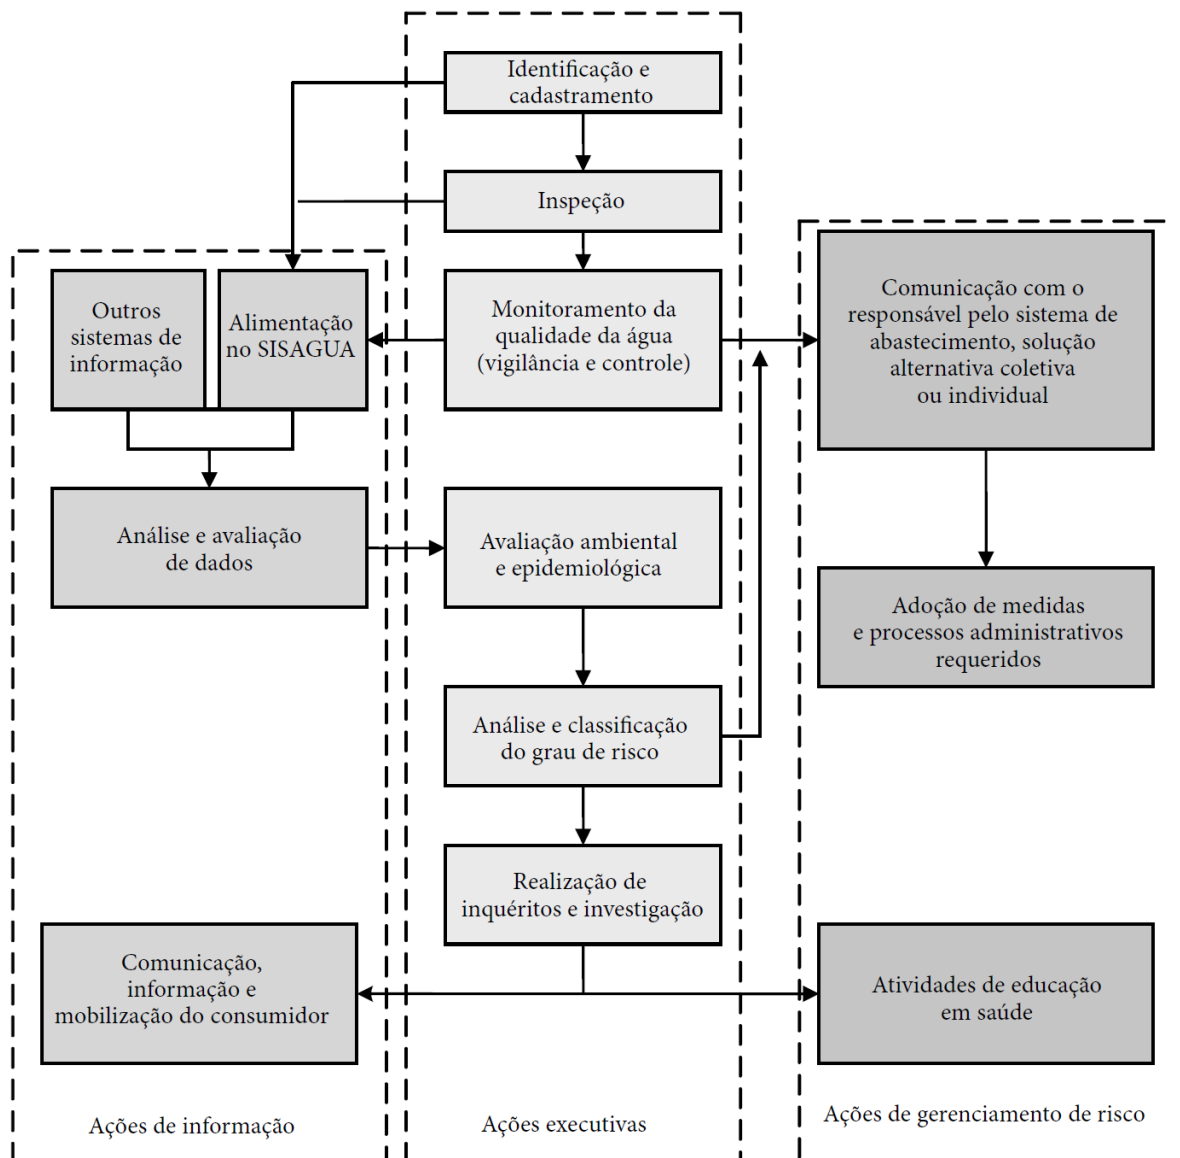 Identificação e
cadastramento
Inspeção
Outros
sistemas de
informação
Alimentação
no SISAGUA
Monitoramento da
qualidade da água
(vigilância e controle)
Comunicação com o
responsável pelo sistema de
abastecimento, solução
alternativa coletiva
ou individual
Análise e avaliação
de dados
Avaliação ambiental
e epidemiológica
Adoção de medidas
e processos administrativos
requeridos
Análise e classificação
do grau de risco
Realização de
inquéritos e investigação
Comunicação,
informação e
mobilização do consumidor
Atividades de educação
em saúde
Ações de informação
Ações executivas
Ações de gerenciamento de risco